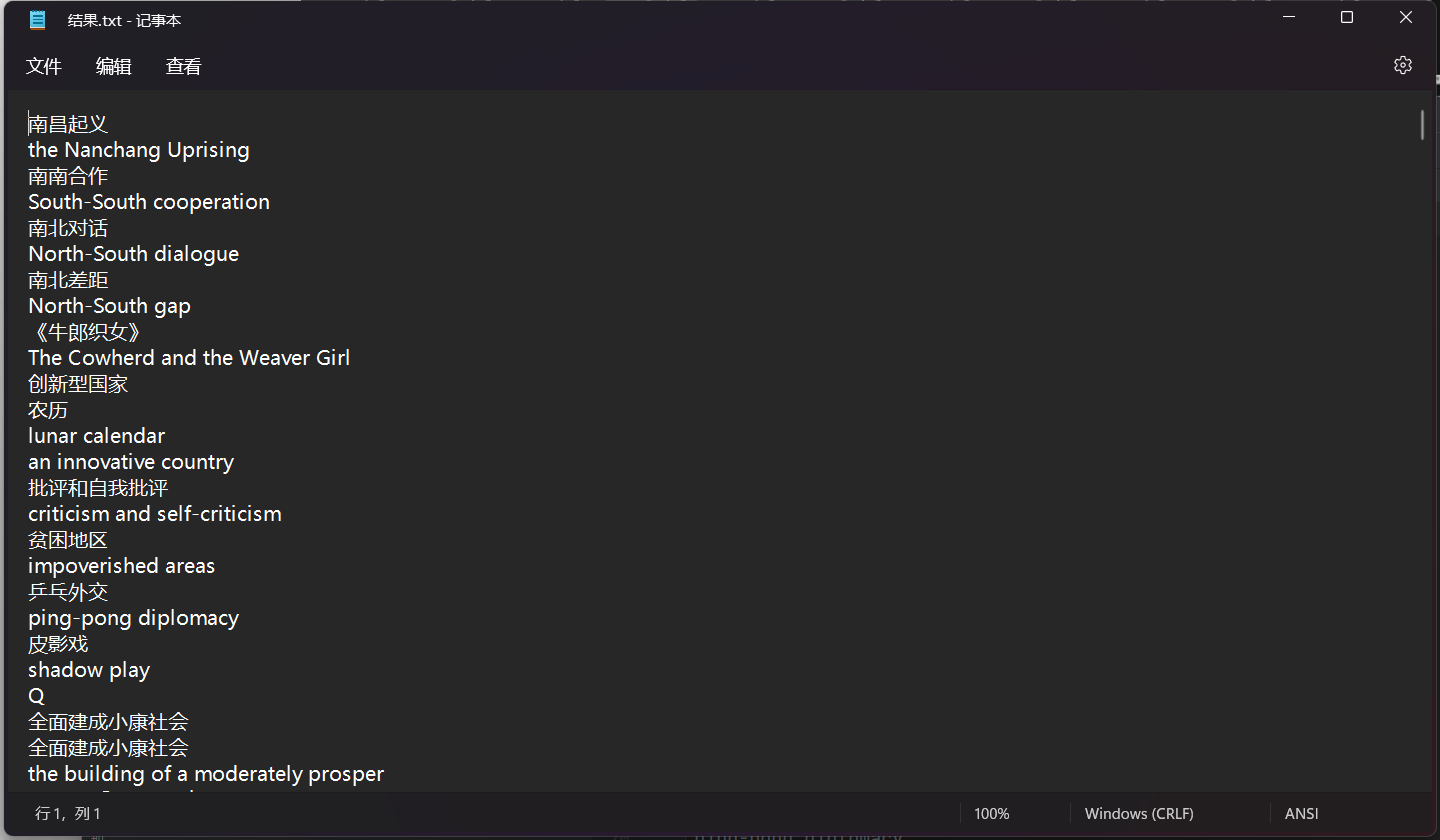 结果.txt - 记事本
文件 编辑 查看
南昌起义
the Nanchang Uprising
南南合作
South-South cooperation
南北对话
North-South dialogue
南北差距
North-South gap
《牛郎织女》
The Cowherd and the Weaver Girl
创新型国家
农历
lunar calendar
an innovative country
批评和自我批评
criticism and self-criticism
贫困地区
impoverished areas
乒乓外交
ping-pong diplomacy
皮影戏
shadow play
Q
全面建成小康社会
全面建成小康社会
the building of a moderately prosper
行 1，列 1 100% Windows (CRLF) ANSI